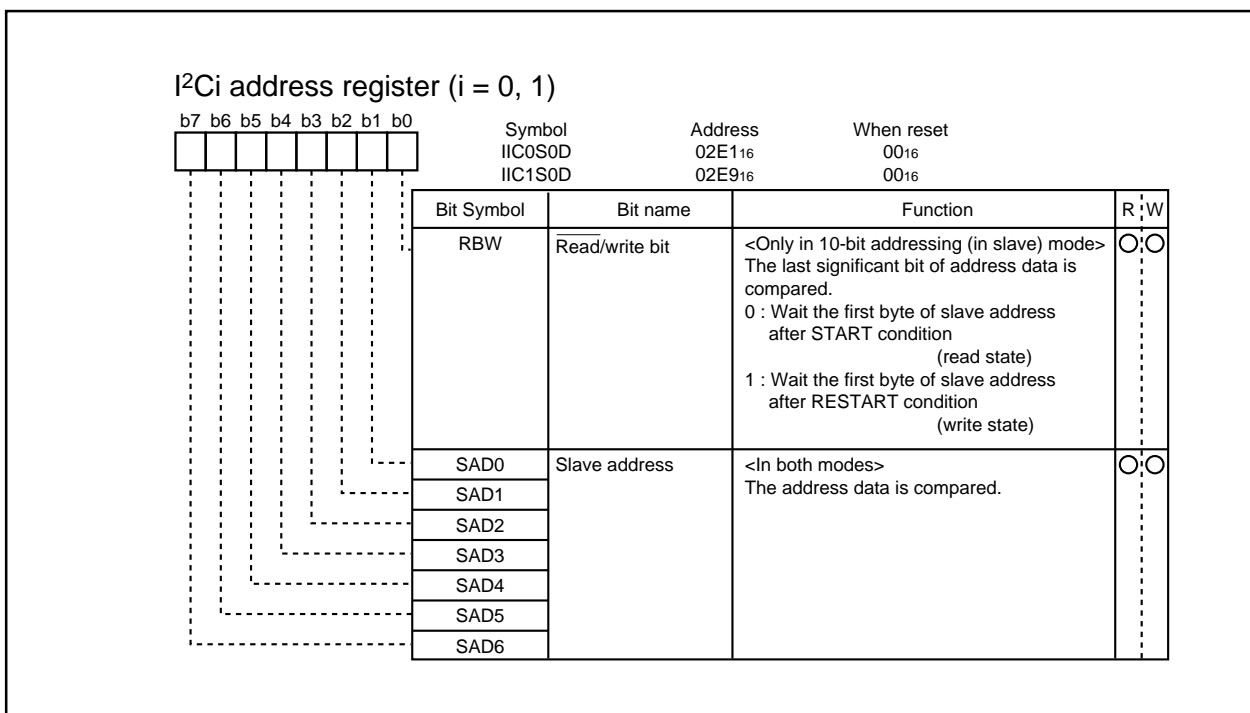 I²Ci address register (i = 0, 1)
b7 b6 b5 b4 b3 b2 b1 b0
Symbol Address When reset
IIC0S0D 02E1₁₆ 00₁₆
IIC1S0D 02E9₁₆ 00₁₆
Bit Symbol Bit name Function R W
RBW Read/write bit <Only in 10-bit addressing (in slave) mode>
The last significant bit of address data is
compared.
0 : Wait the first byte of slave address
after START condition
(read state)
1 : Wait the first byte of slave address
after RESTART condition
(write state)
SAD0 Slave address <In both modes>
SAD1 The address data is compared.
SAD2
SAD3
SAD4
SAD5
SAD6